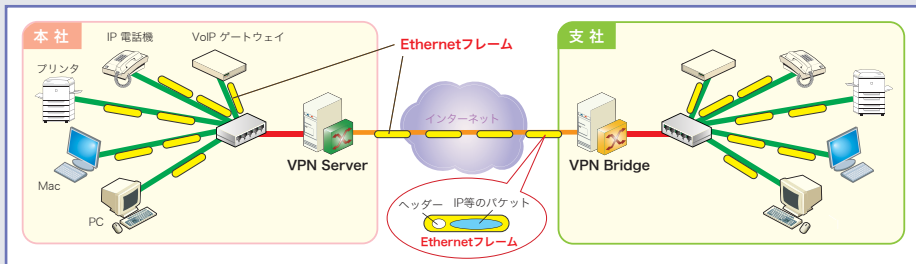 本 社
IP 電話機
VoIP ゲートウェイ
プリンタ
Mac
PC
Ethernetフレーム
VPN Server
インターネット
ヘッダー
IP等のパケット
Ethernetフレーム
支 社
VPN Bridge